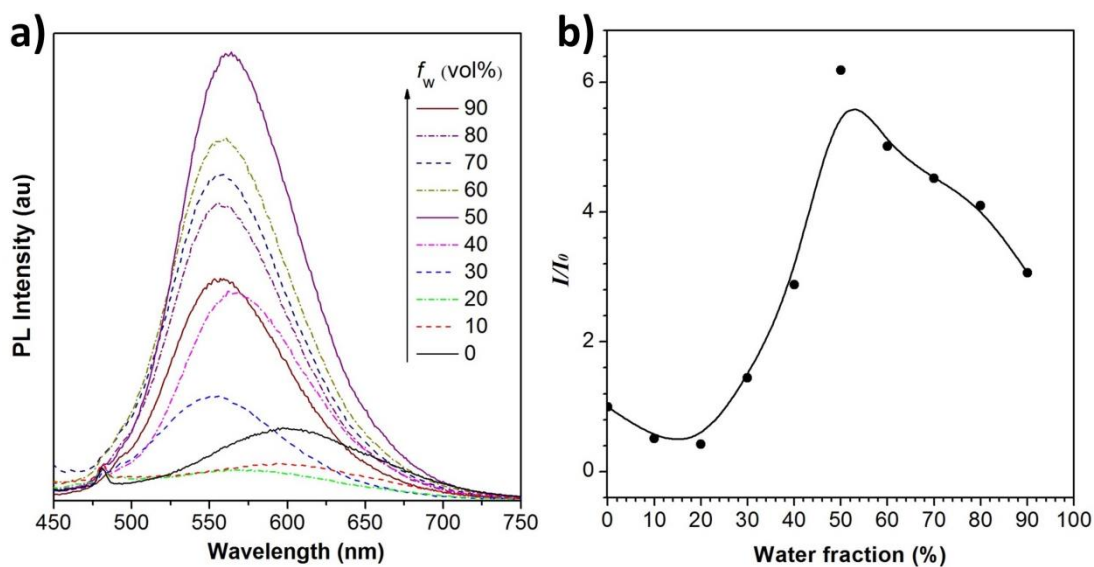 a)
PL Intensity (au)
f_w (vol%)
90
80
70
60
50
40
30
20
10
0
450 500 550 600 650 700 750
Wavelength (nm)
b)
I/I0
6
4
2
0
0 10 20 30 40 50 60 70 80 90 100
Water fraction (%)